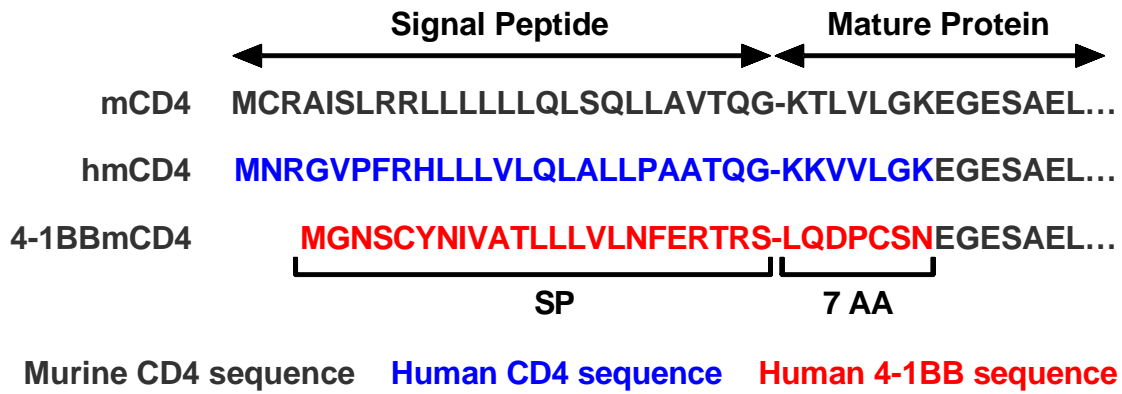 Signal Peptide Mature Protein
mCD4 MCRAISLRRLLLLLLQLSQLLAVTQG-KTLVLGKEGESAEL...
hmCD4 MNRGVPFRHLLLVLQLALLPAATQG-KKVVLGKEGESAEL...
4-1BBmCD4 MGNSCYNIVATLLLVLNFERTRS-LQDPCSNEGESAEL...
SP 7 AA
Murine CD4 sequence Human CD4 sequence Human 4-1BB sequence